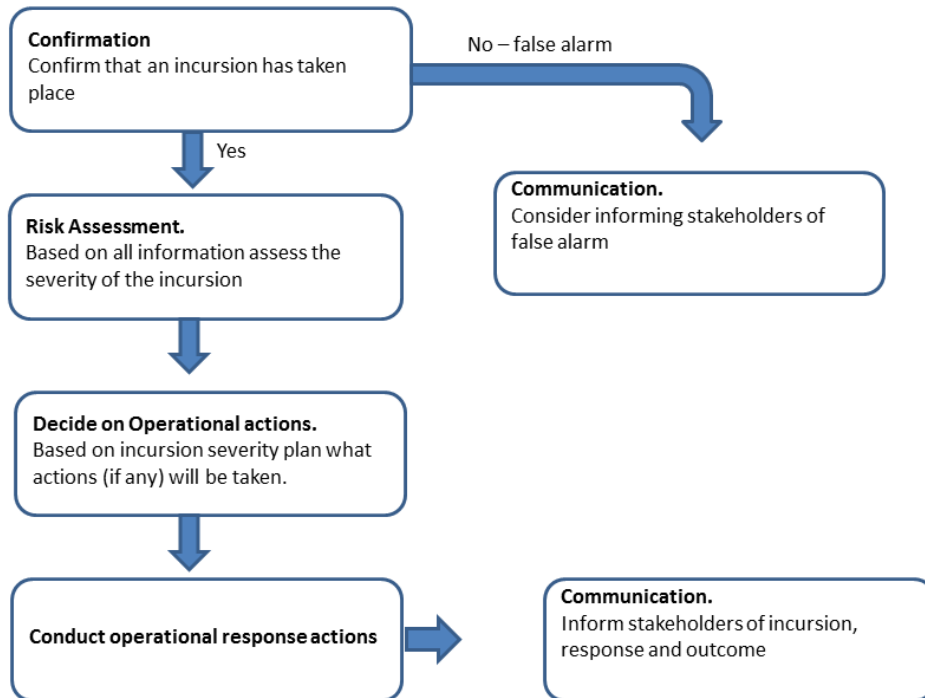 Confirmation
Confirm that an incursion has taken
place
No – false alarm
Yes
Communication.
Consider informing stakeholders of
false alarm
Risk Assessment.
Based on all information assess the
severity of the incursion
Decide on Operational actions.
Based on incursion severity plan what
actions (if any) will be taken.
Conduct operational response actions
Communication.
Inform stakeholders of incursion,
response and outcome